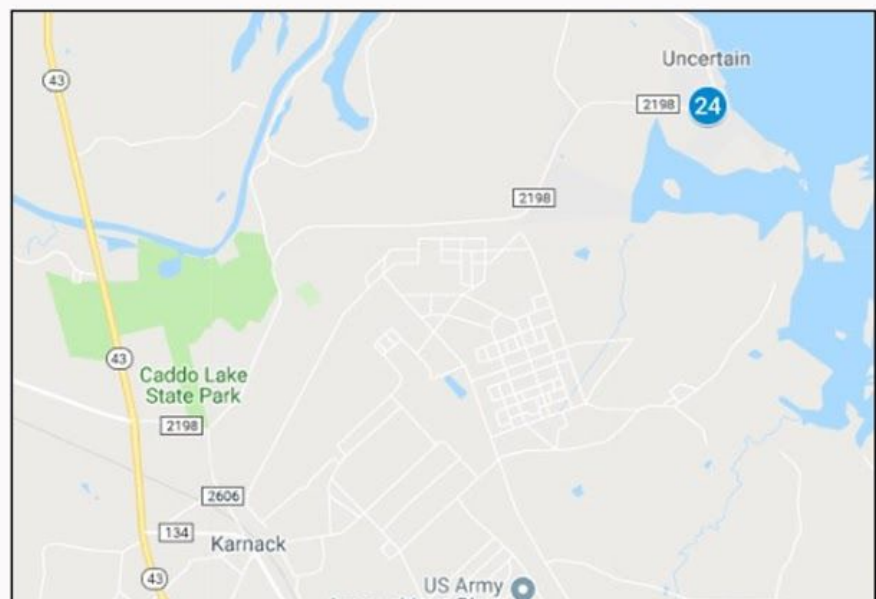 Uncertain
43
2198
24
2198
43
Caddo Lake
State Park
2198
2606
134
Karnack
43
US Army